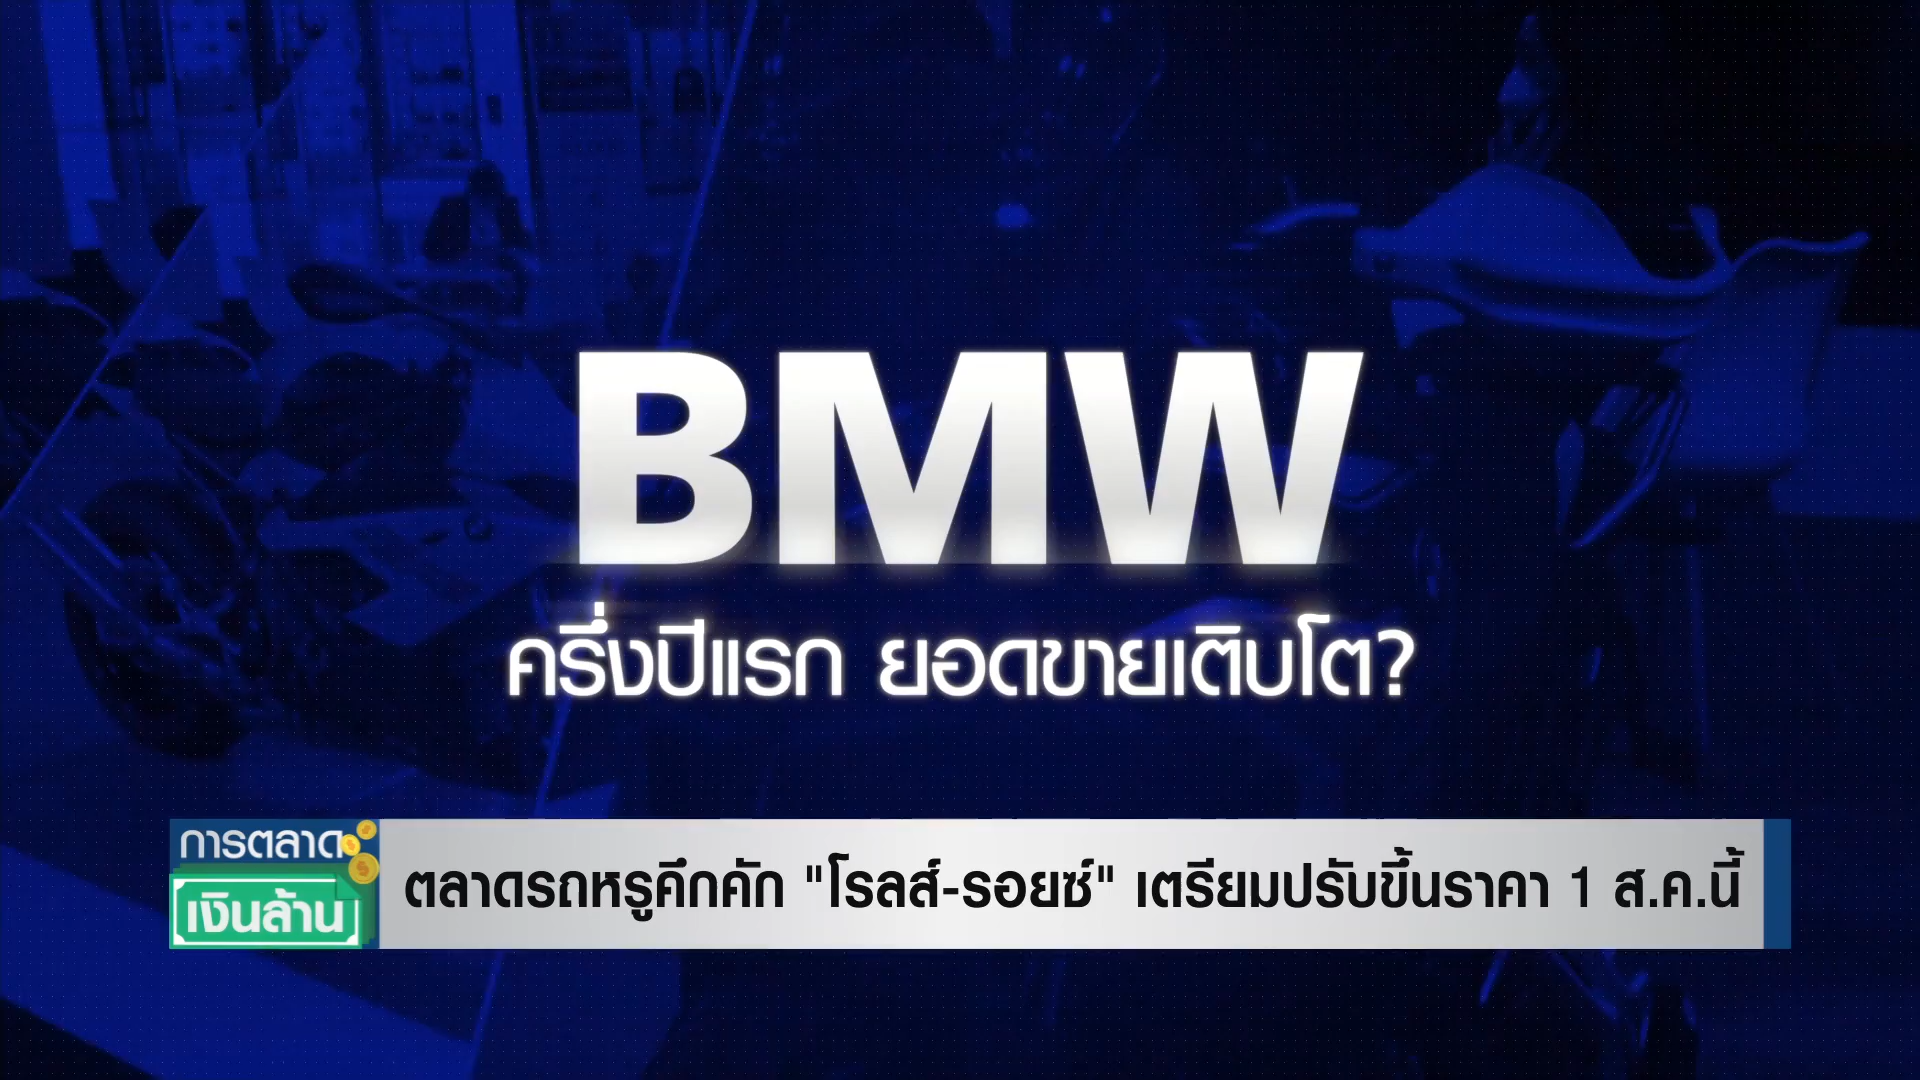 BMW
ครึ่งปีแรก ยอดขายเติบโต?
การตลาด
เงินล้าน
ตลาดรถหรูคึกคัก "โรลส์-รอยซ์" เตรียมปรับขึ้นราคา 1 ส.ค.นี้